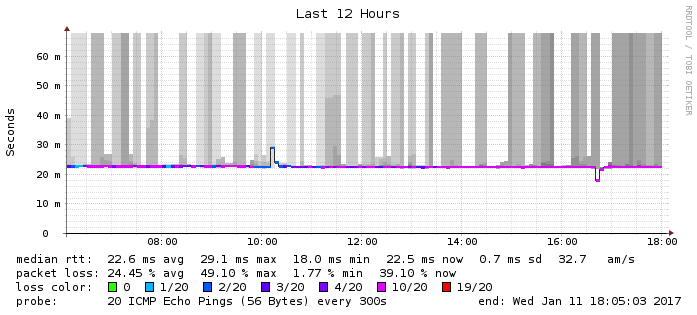 Last 12 Hours
RRDTOOL / TOBI OETIKER
Seconds
60 m
50 m
40 m
30 m
20 m
10 m
0
08:00 10:00 12:00 14:00 16:00 18:00
median rtt: 22.6 ms avg 29.1 ms max 18.0 ms min 22.5 ms now 0.7 ms sd 32.7 am/s
packet loss: 24.45 % avg 49.10 % max 1.77 % min 39.10 % now
loss color: 0 1/20 2/20 3/20 4/20 10/20 19/20
probe: 20 ICMP Echo Pings (56 Bytes) every 300s end: Wed Jan 11 18:05:03 2017